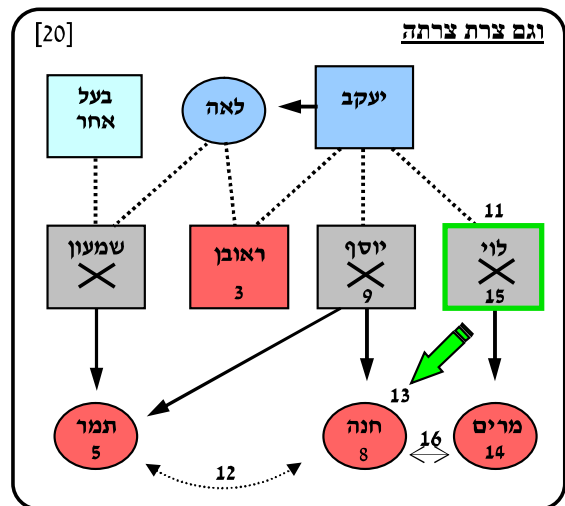 וגם צרת צרתה
[20]
יעקב
לאה
בעל
אחר
11
לוי
15
יוסף
9
ראובן
3
שמעון
13
מרים
14
16
חנה
8
12
תמר
5